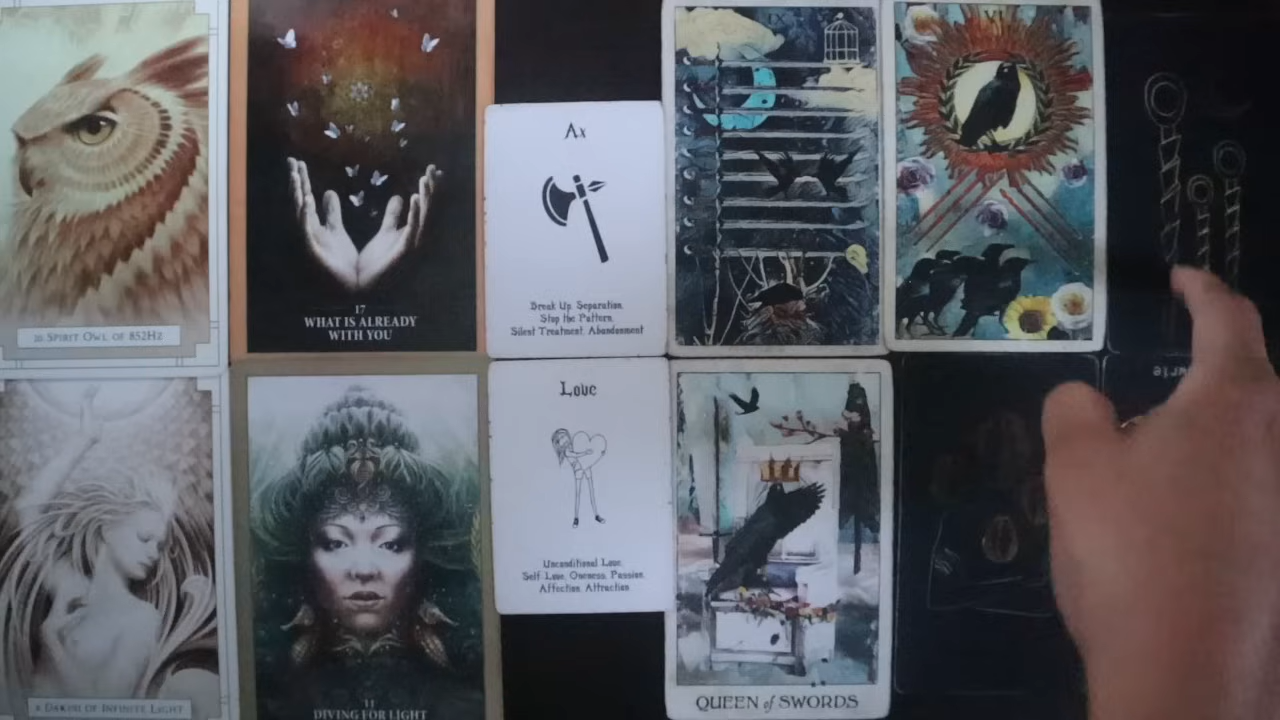 IX
VI
Ax
Break Up, Separation,
Stop the Pattern,
Silent Treatment, Abandonment
17
WHAT IS ALREADY
WITH YOU
SPIRIT OWL OF 852HZ
Love
Unconditional Love,
Self-Love, Oneness, Passion,
Affection, Attraction
QUEEN of SWORDS
DAKINI OF INFINITE LIGHT
11
DIVING FOR LIGHT